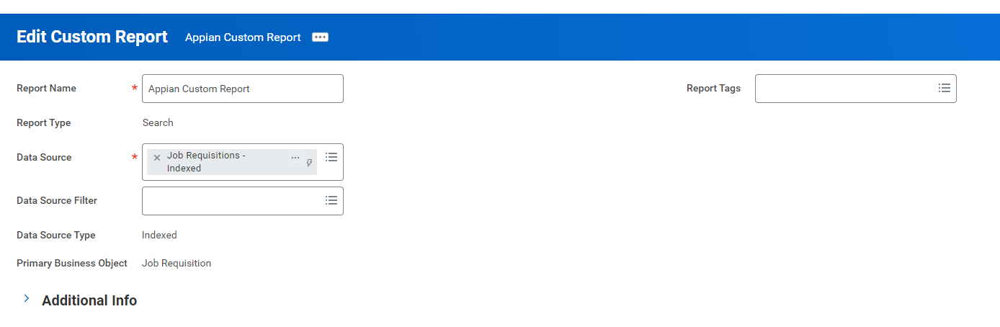 Edit Custom Report Appian Custom Report
Report Name * Appian Custom Report Report Tags
Report Type Search
Data Source * Job Requisitions -
Indexed
Data Source Filter
Data Source Type Indexed
Primary Business Object Job Requisition
Additional Info